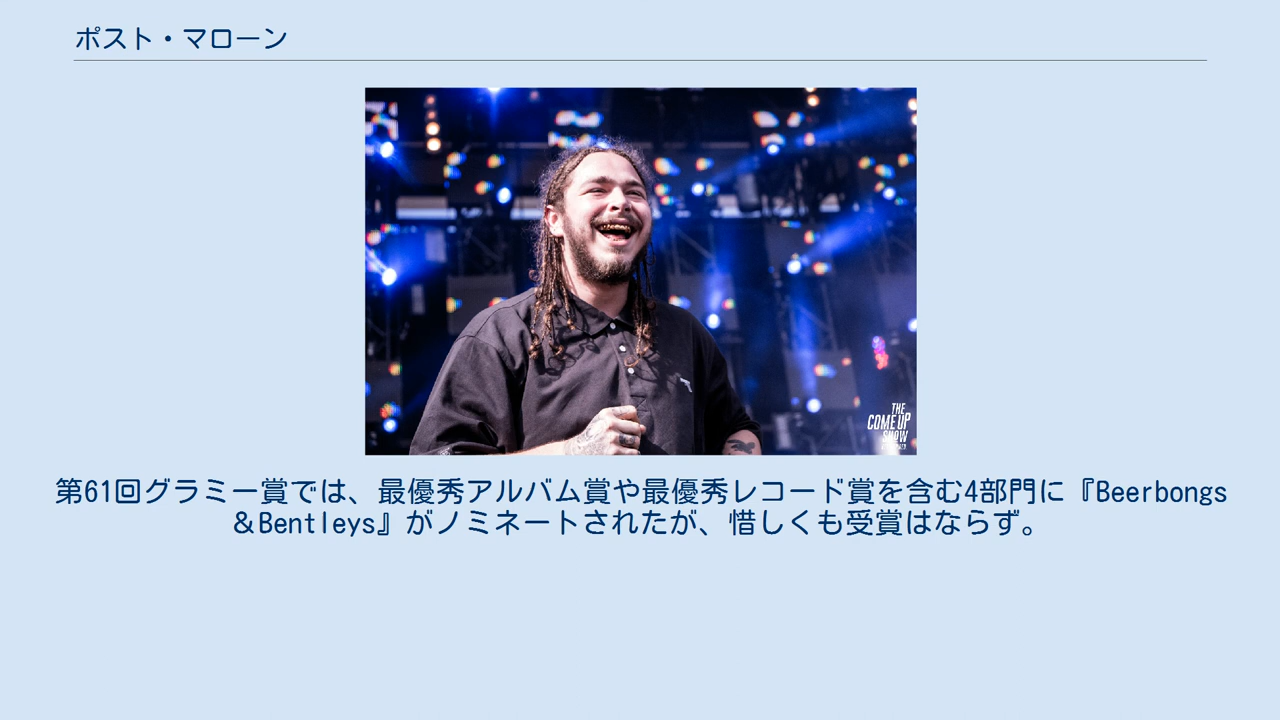 ポスト・マローン
THE
COME UP
SHOW
第61回グラミー賞では、最優秀アルバム賞や最優秀レコード賞を含む4部門に『Beerbongs
＆Bentleys』がノミネートされたが、惜しくも受賞はならず。